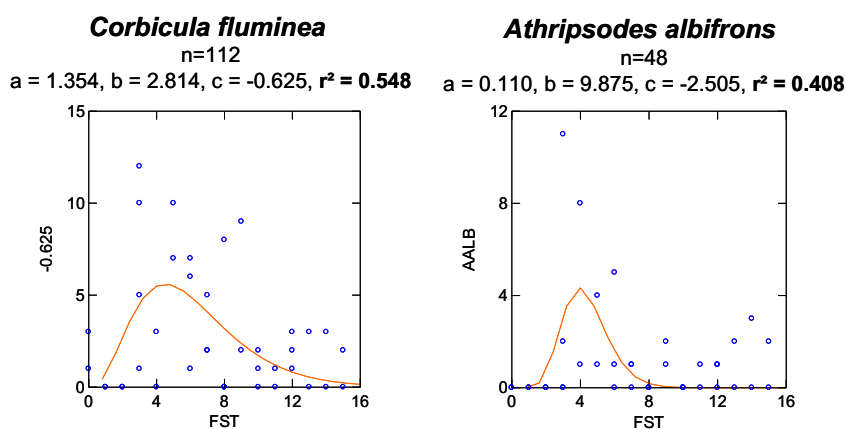 Corbicula fluminea
n=112
a = 1.354, b = 2.814, c = -0.625, r² = 0.548
15
10
5
0
-0.625
0 4 8 12 16
FST
Athripsodes albifrons
n=48
a = 0.110, b = 9.875, c = -2.505, r² = 0.408
12
8
4
0
AALB
0 4 8 12 16
FST